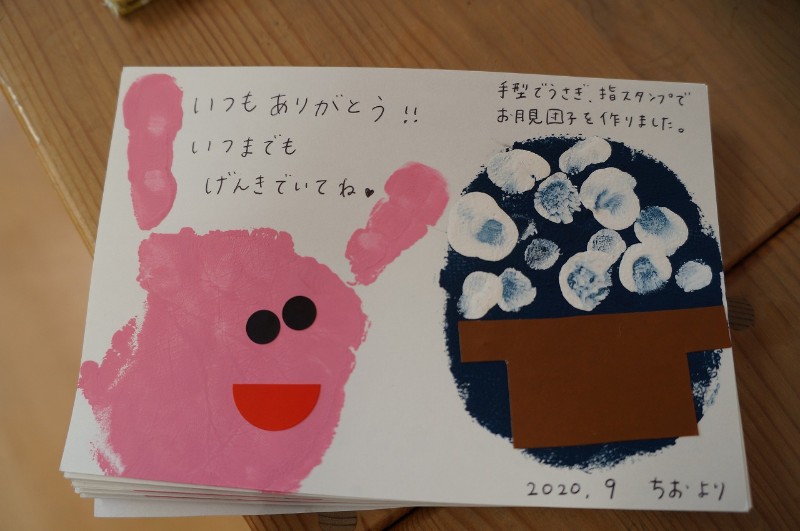 いつも ありがとう!!
いつまでも
げんきでいてね♥
手型でうさぎ、指スタンプで
お月見団子を作りました。
2020.9 ちおより